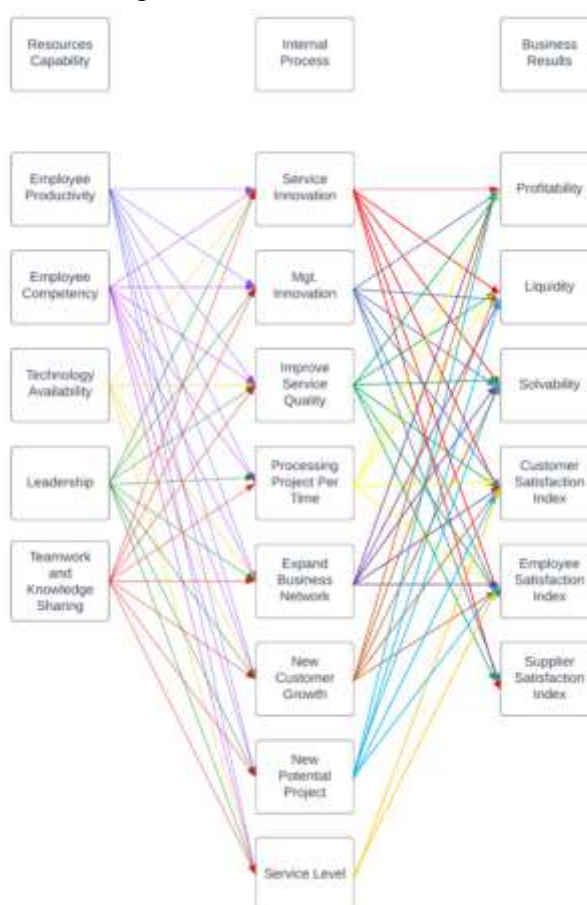 Resources
Capability
Internal
Process
Business
Results
Employee
Productivity
Service
Innovation
Profitability
Employee
Competency
Mgt.
Innovation
Liquidity
Technology
Availability
Improve
Service
Quality
Solvability
Leadership
Processing
Project Per
Time
Customer
Satisfaction
Index
Teamwork
and
Knowledge
Sharing
Expand
Business
Network
Employee
Satisfaction
Index
New
Customer
Growth
Supplier
Satisfaction
Index
New
Potential
Project
Service Level